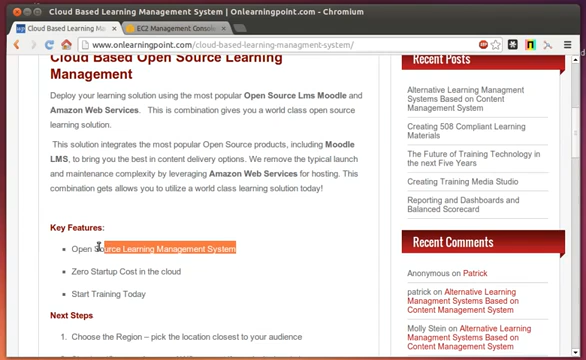 Cloud Based Learning Management System | Onlearningpoint.com - Chromium
Cloud Based Learning Man
EC2 Management Console
www.onlearningpoint.com/cloud-based-learning-managment-system/
Cloud Based Open Source Learning
Management
Deploy your learning solution using the most popular Open Source Lms Moodle and
Amazon Web Services. This is combination gives you a world class open source
learning solution.
This solution integrates the most popular Open Source products, including Moodle
LMS, to bring you the best in content delivery options. We remove the typical launch
and maintenance complexity by leveraging Amazon Web Services for hosting. This
combination gets allows you to utilize a world class learning solution today!
Key Features:
Open Source Learning Management System
Zero Startup Cost in the cloud
Start Training Today
Next Steps
1. Choose the Region – pick the location closest to your audience
Recent Posts
Alternative Learning Managment
Systems Based on Content
Management System
Creating 508 Compliant Learning
Materials
The Future of Training Technology in
the next Five Years
Creating Training Media Studio
Reporting and Dashboards and
Balanced Scorecard
Recent Comments
Anonymous on Patrick
patrick on Alternative Learning
Managment Systems Based on
Content Management System
Molly Stein on Alternative Learning
Managment Systems Based on
Content Management System